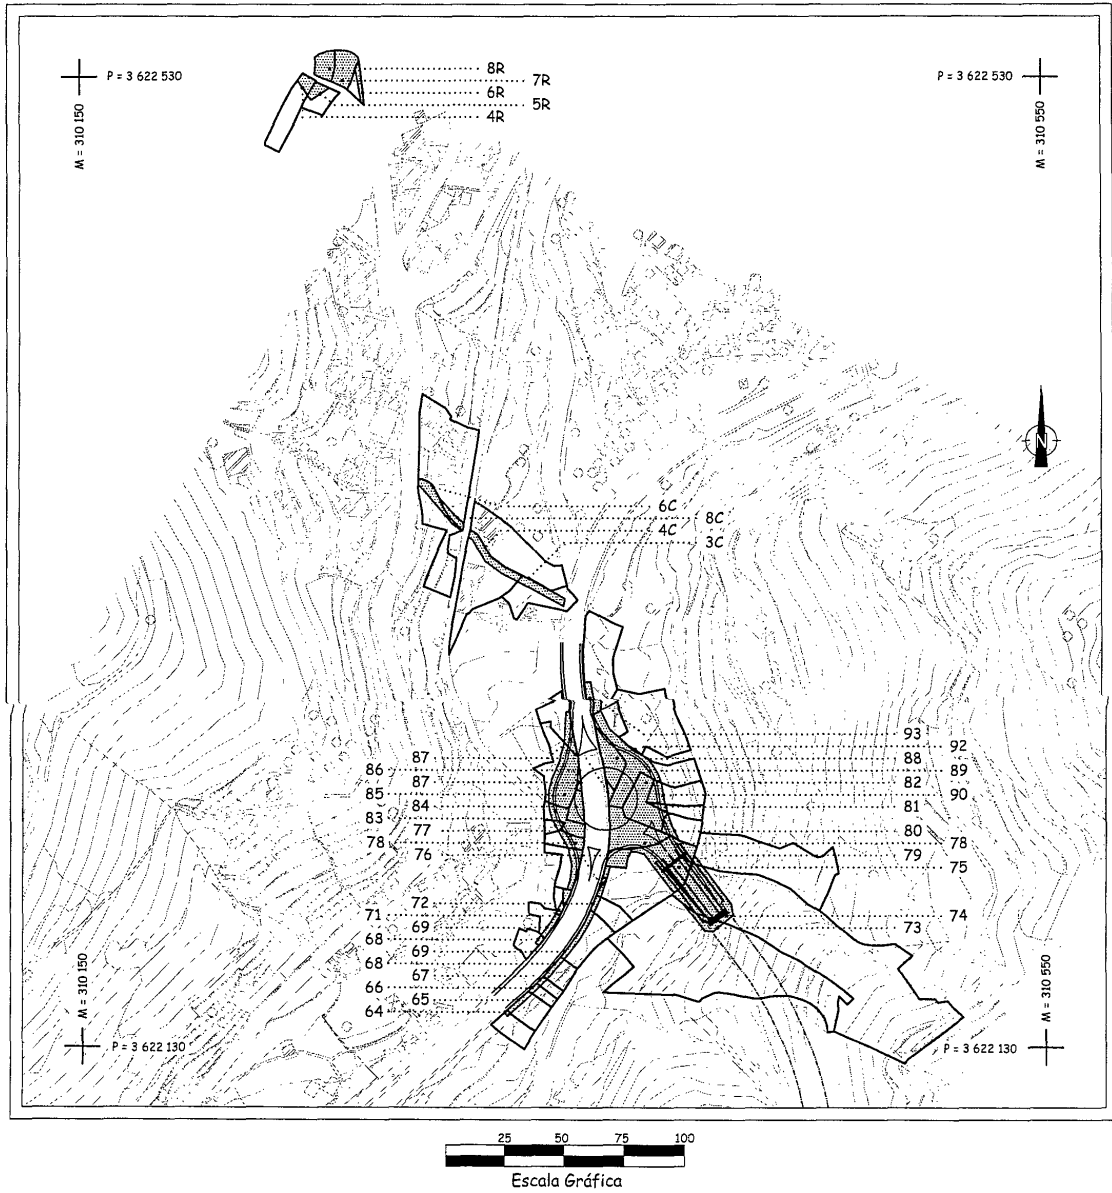 P = 3 622 530
P = 3 622 530
M = 310 150
M = 310 550
8R
7R
6R
5R
4R
N
6C
8C
4C
3C
93
92
87
88
86
89
87
82
85
90
84
81
83
77
80
78
78
76
79
75
72
71
74
69
73
68
69
68
67
66
65
64
M = 310 150
M = 310 550
P = 3 622 130
P = 3 622 130
25 50 75 100
Escala Gráfica